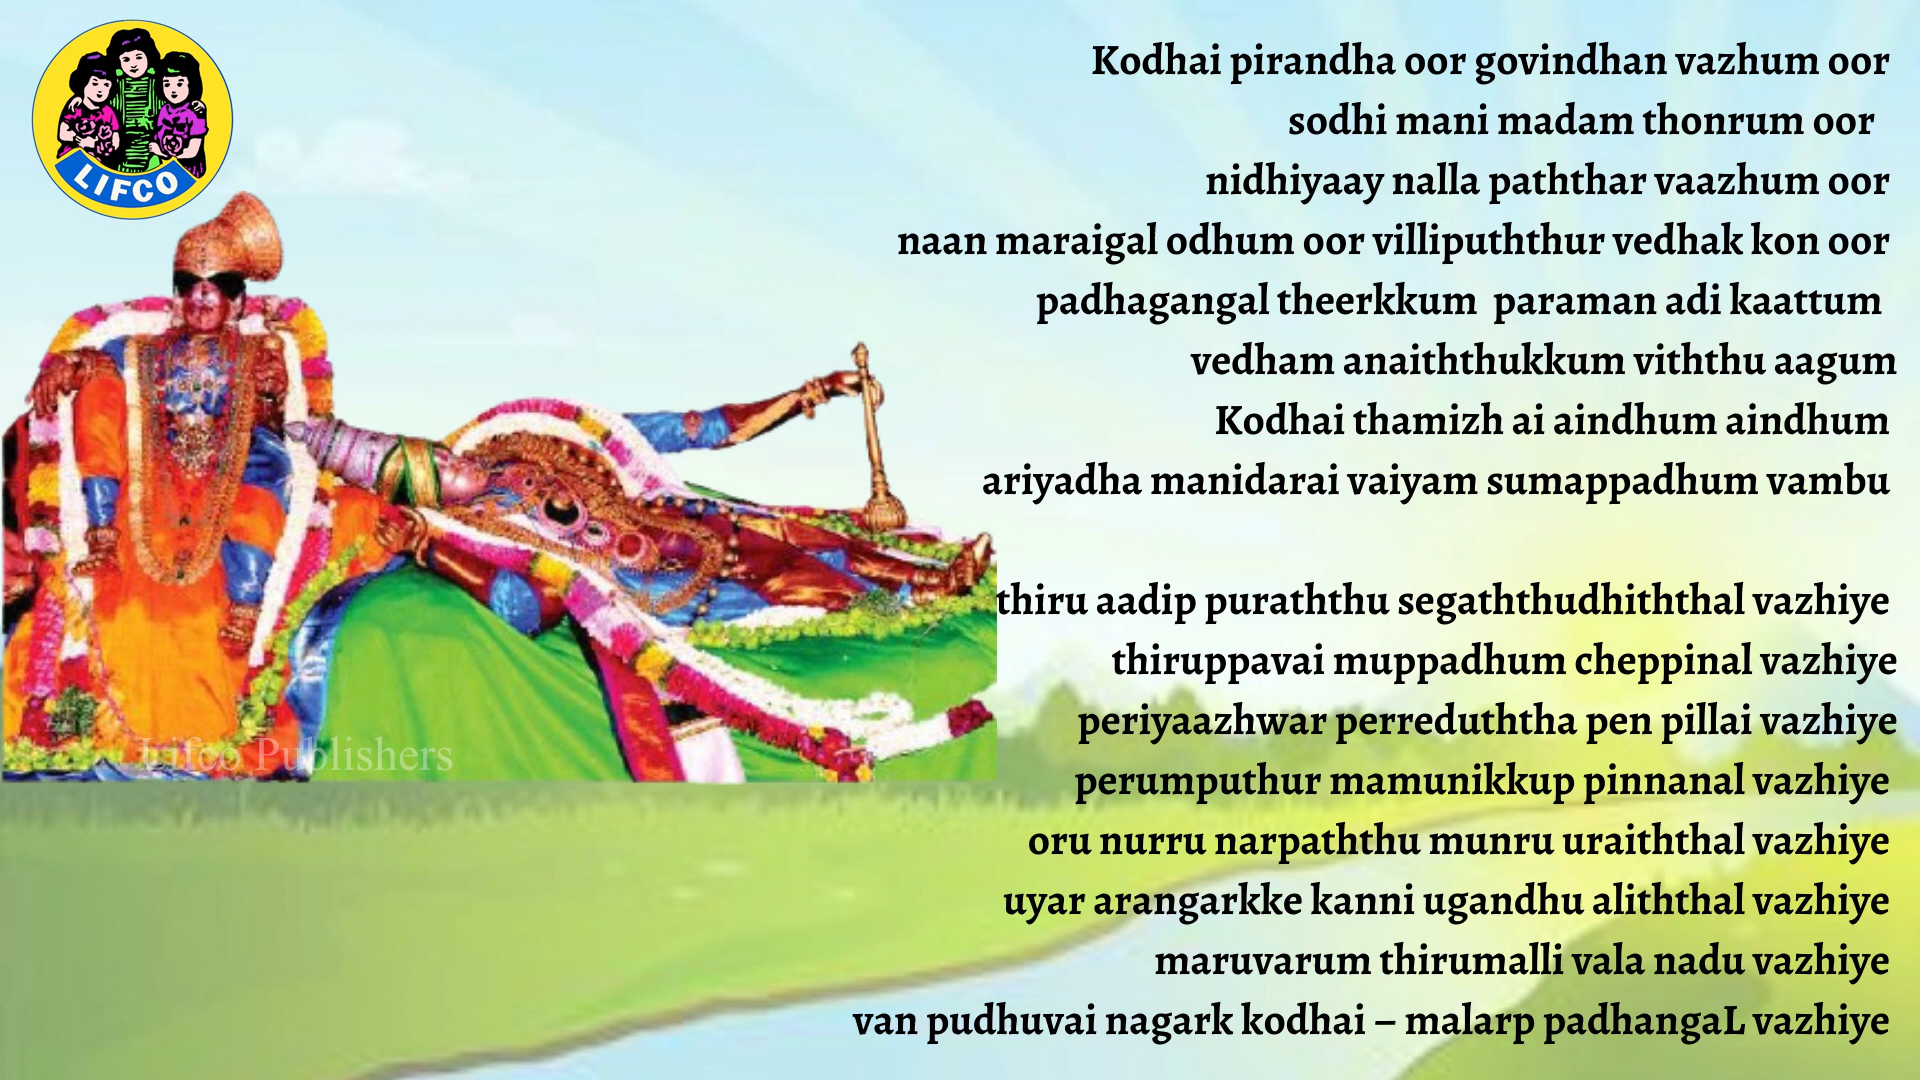 LIFCO
Kodhai pirandha oor govindhan vazhum oor
sodhi mani madam thonrum oor
nidhiyaay nalla paththar vaazhum oor
naan maraigal odhum oor villipuththur vedhak kon oor
padhagangal theerkkum paraman adi kaattum
vedham anaiththukkum viththu aagum
Kodhai thamizh ai aindhum aindhum
ariyadha manidarai vaiyam sumappadhum vambu
thiru aadip puraththu segaththudhiththal vazhiye
thiruppavai muppadhum cheppinal vazhiye
periyaazhwar perreduththa pen pillai vazhiye
perumputhur mamunikkup pinnanal vazhiye
oru nurru narpaththu munru uraiththal vazhiye
uyar arangarkke kanni ugandhu aliththal vazhiye
maruvarum thirumalli vala nadu vazhiye
van pudhuvai nagark kodhai – malarp padhangaL vazhiye
Lifco Publishers